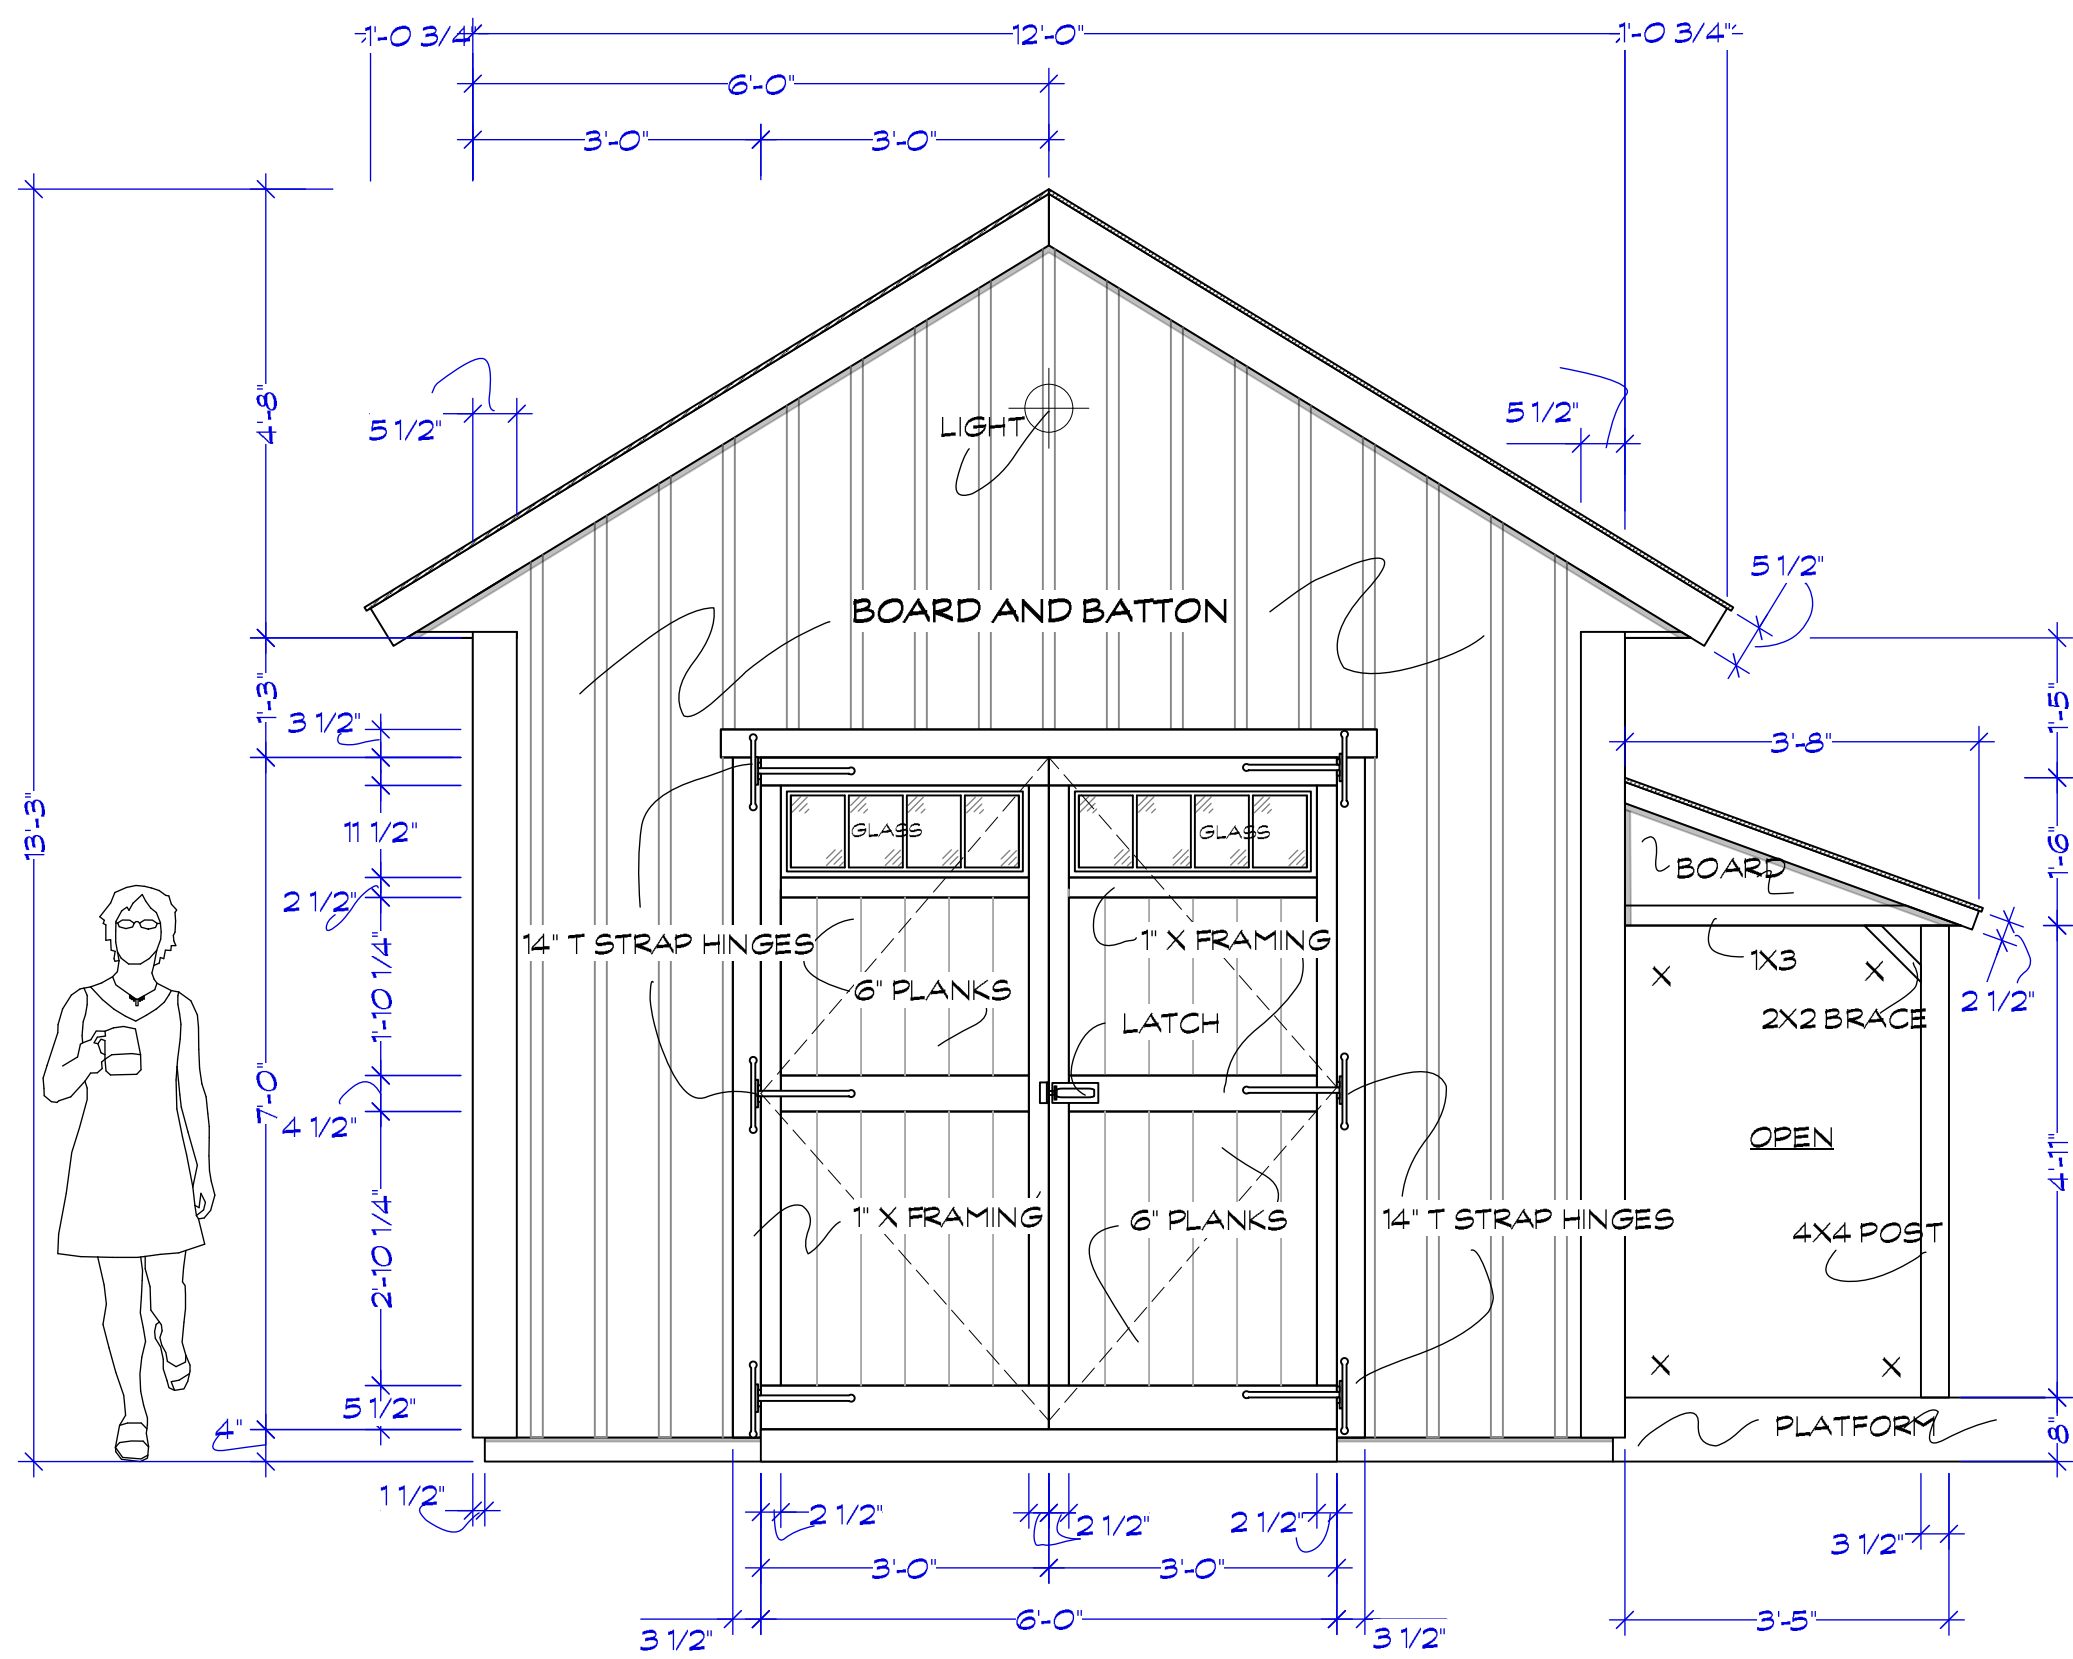 1'-0 3/4"
12'-0"
1'-0 3/4"
6'-0"
3'-0"
3'-0"
4'-8"
5 1/2"
LIGHT
5 1/2"
5 1/2"
BOARD AND BATTON
1'-3"
3 1/2"
1'-5"
3'-8"
13'-3"
11 1/2"
GLASS
GLASS
1'-6"
BOARD
2 1/2"
14" T STRAP HINGES
1" X FRAMING
1X3
6" PLANKS
1'-10 1/4"
2 1/2"
LATCH
2X2 BRACE
7'-0"
4 1/2"
OPEN
4'-11"
2'-10 1/4"
1" X FRAMING
6" PLANKS
14" T STRAP HINGES
4X4 POST
5 1/2"
4"
PLATFORM
8"
1 1/2"
2 1/2"
2 1/2"
2 1/2"
3 1/2"
3'-0"
3'-0"
3 1/2"
6'-0"
3 1/2"
3'-5"